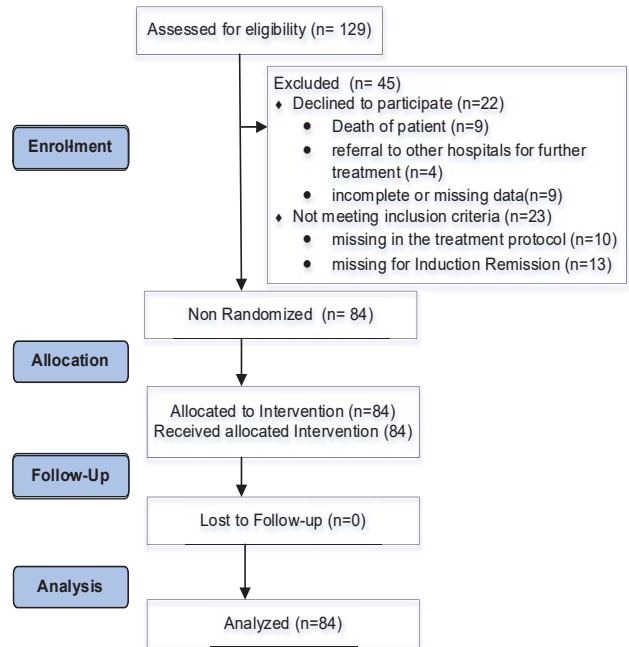 Assessed for eligibility (n= 129)
Excluded (n= 45)
♦ Declined to participate (n=22)
• Death of patient (n=9)
• referral to other hospitals for further
treatment (n=4)
• incomplete or missing data(n=9)
♦ Not meeting inclusion criteria (n=23)
• missing in the treatment protocol (n=10)
• missing for Induction Remission (n=13)
Enrollment
Non Randomized (n= 84)
Allocation
Allocated to Intervention (n=84)
Received allocated Intervention (84)
Follow-Up
Lost to Follow-up (n=0)
Analysis
Analyzed (n=84)